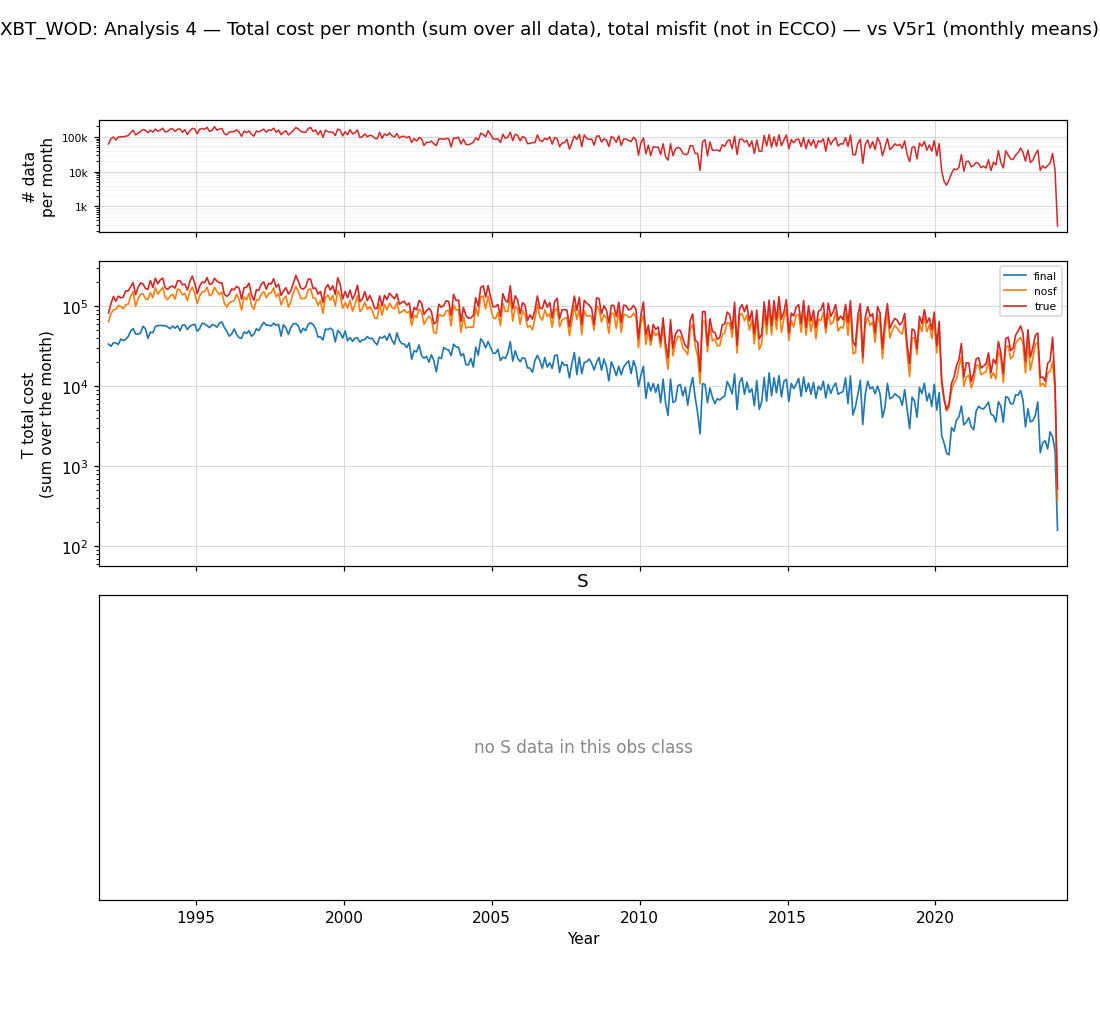 XBT_WOD: Analysis 4 — Total cost per month (sum over all data), total misfit (not in ECCO) — vs V5r1 (monthly means)
# data
per month
100k
10k
1k
T total cost
(sum over the month)
10^5
10^4
10^3
10^2
final
nosf
true
S
no S data in this obs class
1995
2000
2005
2010
2015
2020
Year